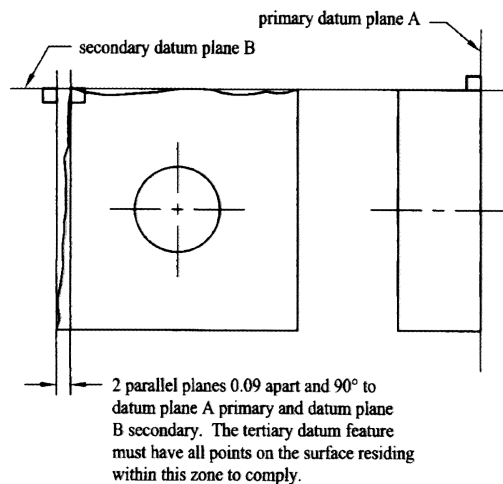 primary datum plane A
secondary datum plane B
2 parallel planes 0.09 apart and 90° to
datum plane A primary and datum plane
B secondary. The tertiary datum feature
must have all points on the surface residing
within this zone to comply.